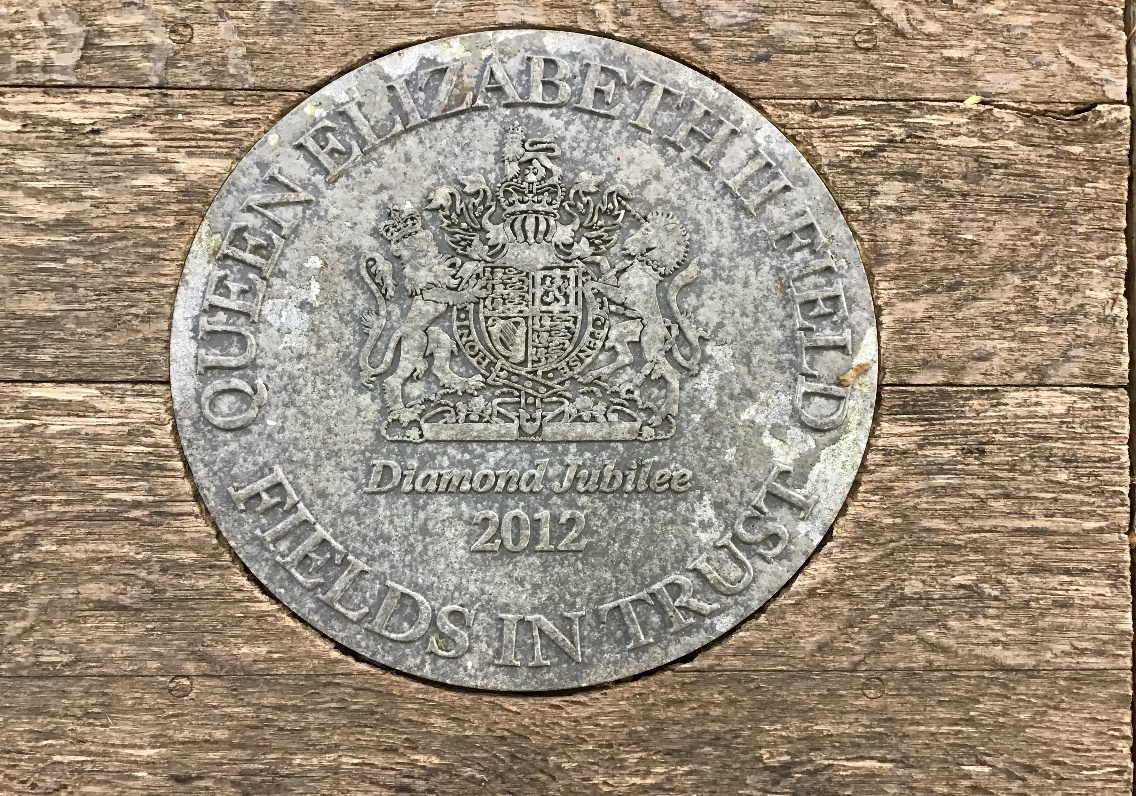 QUEEN ELIZABETH II FIELD
Diamond Jubilee
2012
FIELDS IN TRUST